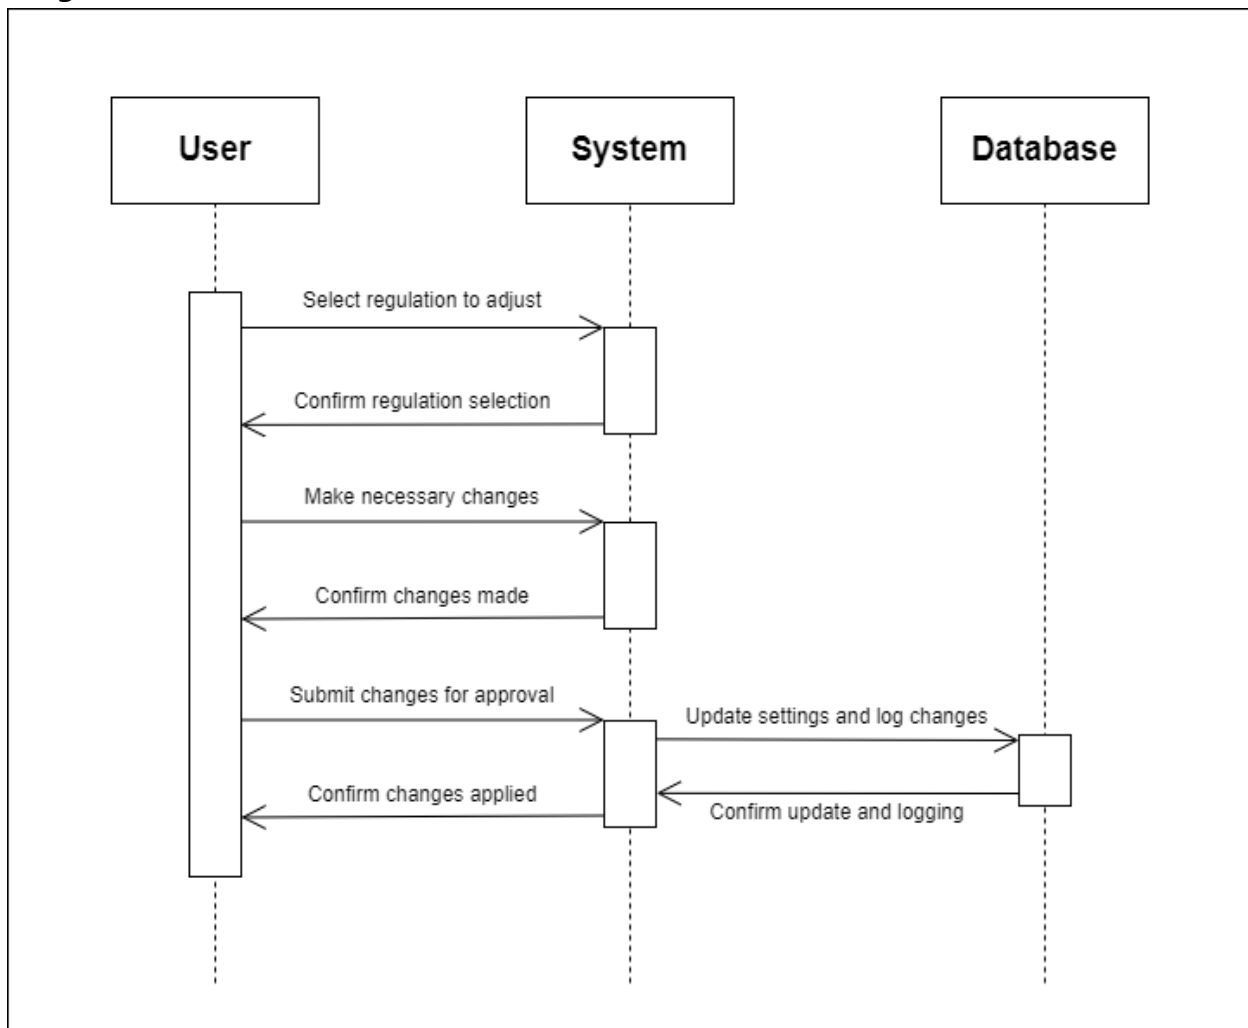 User
System
Database
Select regulation to adjust
Confirm regulation selection
Make necessary changes
Confirm changes made
Submit changes for approval
Update settings and log changes
Confirm changes applied
Confirm update and logging